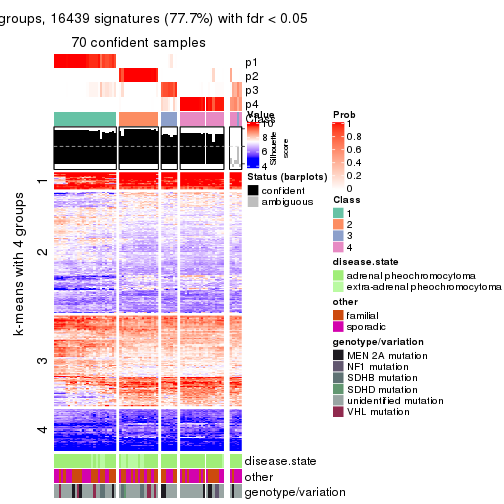 groups, 16439 signatures (77.7%) with fdr < 0.05
70 confident samples
p1
p2
p3
p4
Class
Silhouette
score
1
2
3
4
k-means with 4 groups
disease.state
other
genotype/variation
Value
10
8
6
4
Status (barplots)
confident
ambiguous
Prob
1
0.8
0.6
0.4
0.2
0
Class
1
2
3
4
disease.state
adrenal pheochromocytoma
extra-adrenal pheochromocytoma
other
familial
sporadic
genotype/variation
MEN 2A mutation
NF1 mutation
SDHB mutation
SDHD mutation
unidentified mutation
VHL mutation